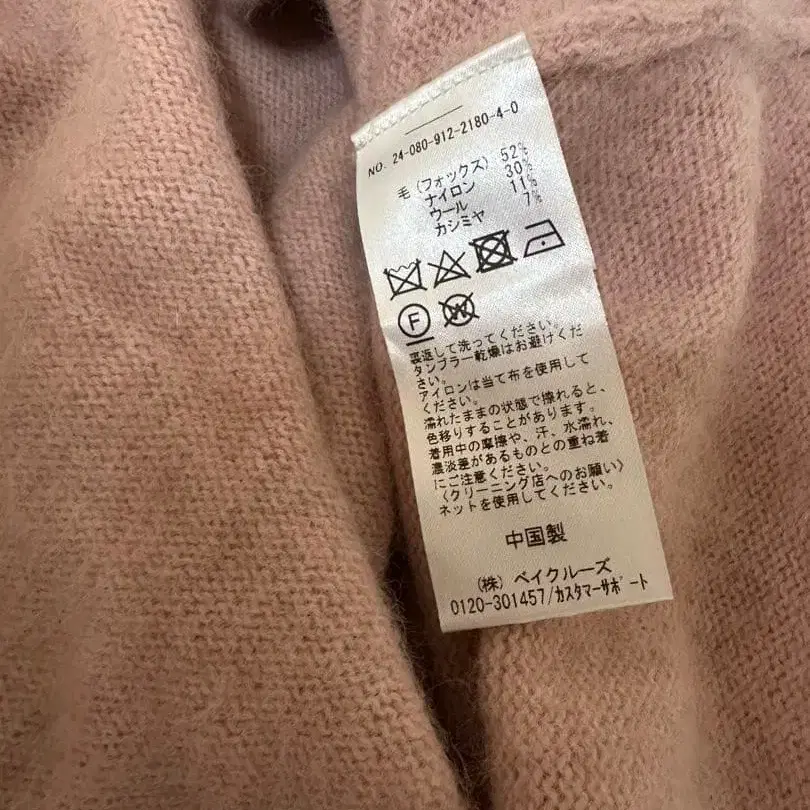 NO. 24-080-912-2180-4-0
毛(フォックス) 52%
ナイロン 30%
ウール 11%
カシミヤ 7%
F W
裏返して洗ってください。
タンブラー乾燥はお避けくだ
さい。
アイロンは当て布を使用して
ください。
濡れたままの状態で擦れると、
色移りすることがあります。
着用中の摩擦や、汗、水濡れ、
濃淡差があるものとの重ね着
にご注意ください。
〈クリーニング店へのお願い〉
ネットを使用してください。
中国製
(株) ベイクルーズ
0120-301457/カスタマーサポート